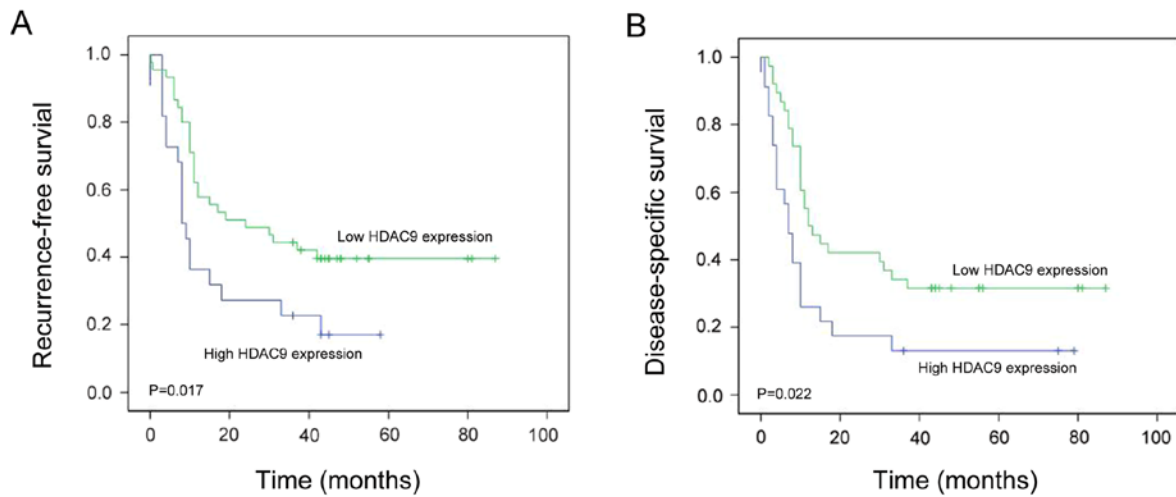 A
Recurrence-free survial
1.0
0.8
0.6
0.4
0.2
0.0
Low HDAC9 expression
High HDAC9 expression
P=0.017
0 20 40 60 80 100
Time (months)
B
Disease-specific survial
1.0
0.8
0.6
0.4
0.2
0.0
Low HDAC9 expression
High HDAC9 expression
P=0.022
0 20 40 60 80 100
Time (months)